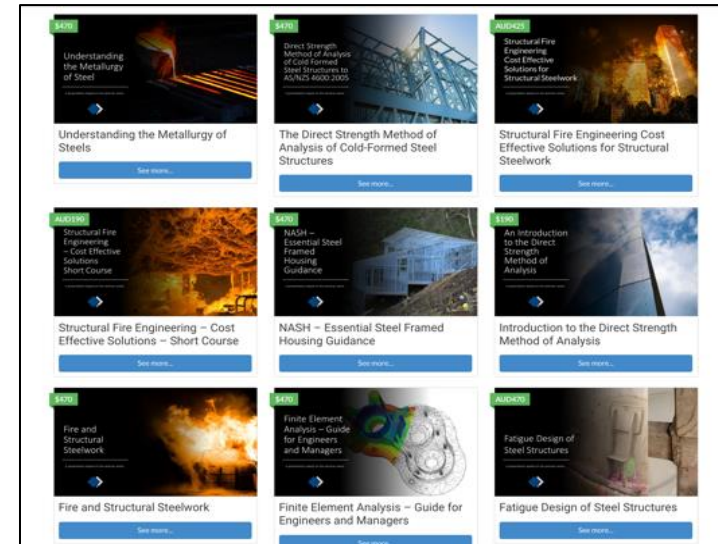 $470
Understanding
the Metallurgy
of Steel
Understanding the Metallurgy of
Steels
See more...
$470
Direct Strength
Method of Analysis
of Cold Formed
Steel Structures to
AS/NZS 4600:2005
The Direct Strength Method of
Analysis of Cold-Formed Steel
Structures
See more...
AUD425
Structural Fire
Engineering
Cost Effective
Solutions for
Structural Steelwork
Structural Fire Engineering Cost
Effective Solutions for Structural
Steelwork
See more...
AUD190
Structural Fire
Engineering
– Cost Effective
Solutions
Short Course
Structural Fire Engineering – Cost
Effective Solutions – Short Course
See more...
$470
NASH –
Essential Steel
Framed
Housing
Guidance
NASH – Essential Steel Framed
Housing Guidance
See more...
$190
An Introduction
to the Direct
Strength
Method of
Analysis
Introduction to the Direct Strength
Method of Analysis
See more...
$470
Fire and
Structural
Steelwork
Fire and Structural Steelwork
See more...
$470
Finite Element
Analysis – Guide
for Engineers
and Managers
Finite Element Analysis – Guide for
Engineers and Managers
See more...
AUD470
Fatigue Design of
Steel Structures
Fatigue Design of Steel Structures
See more...